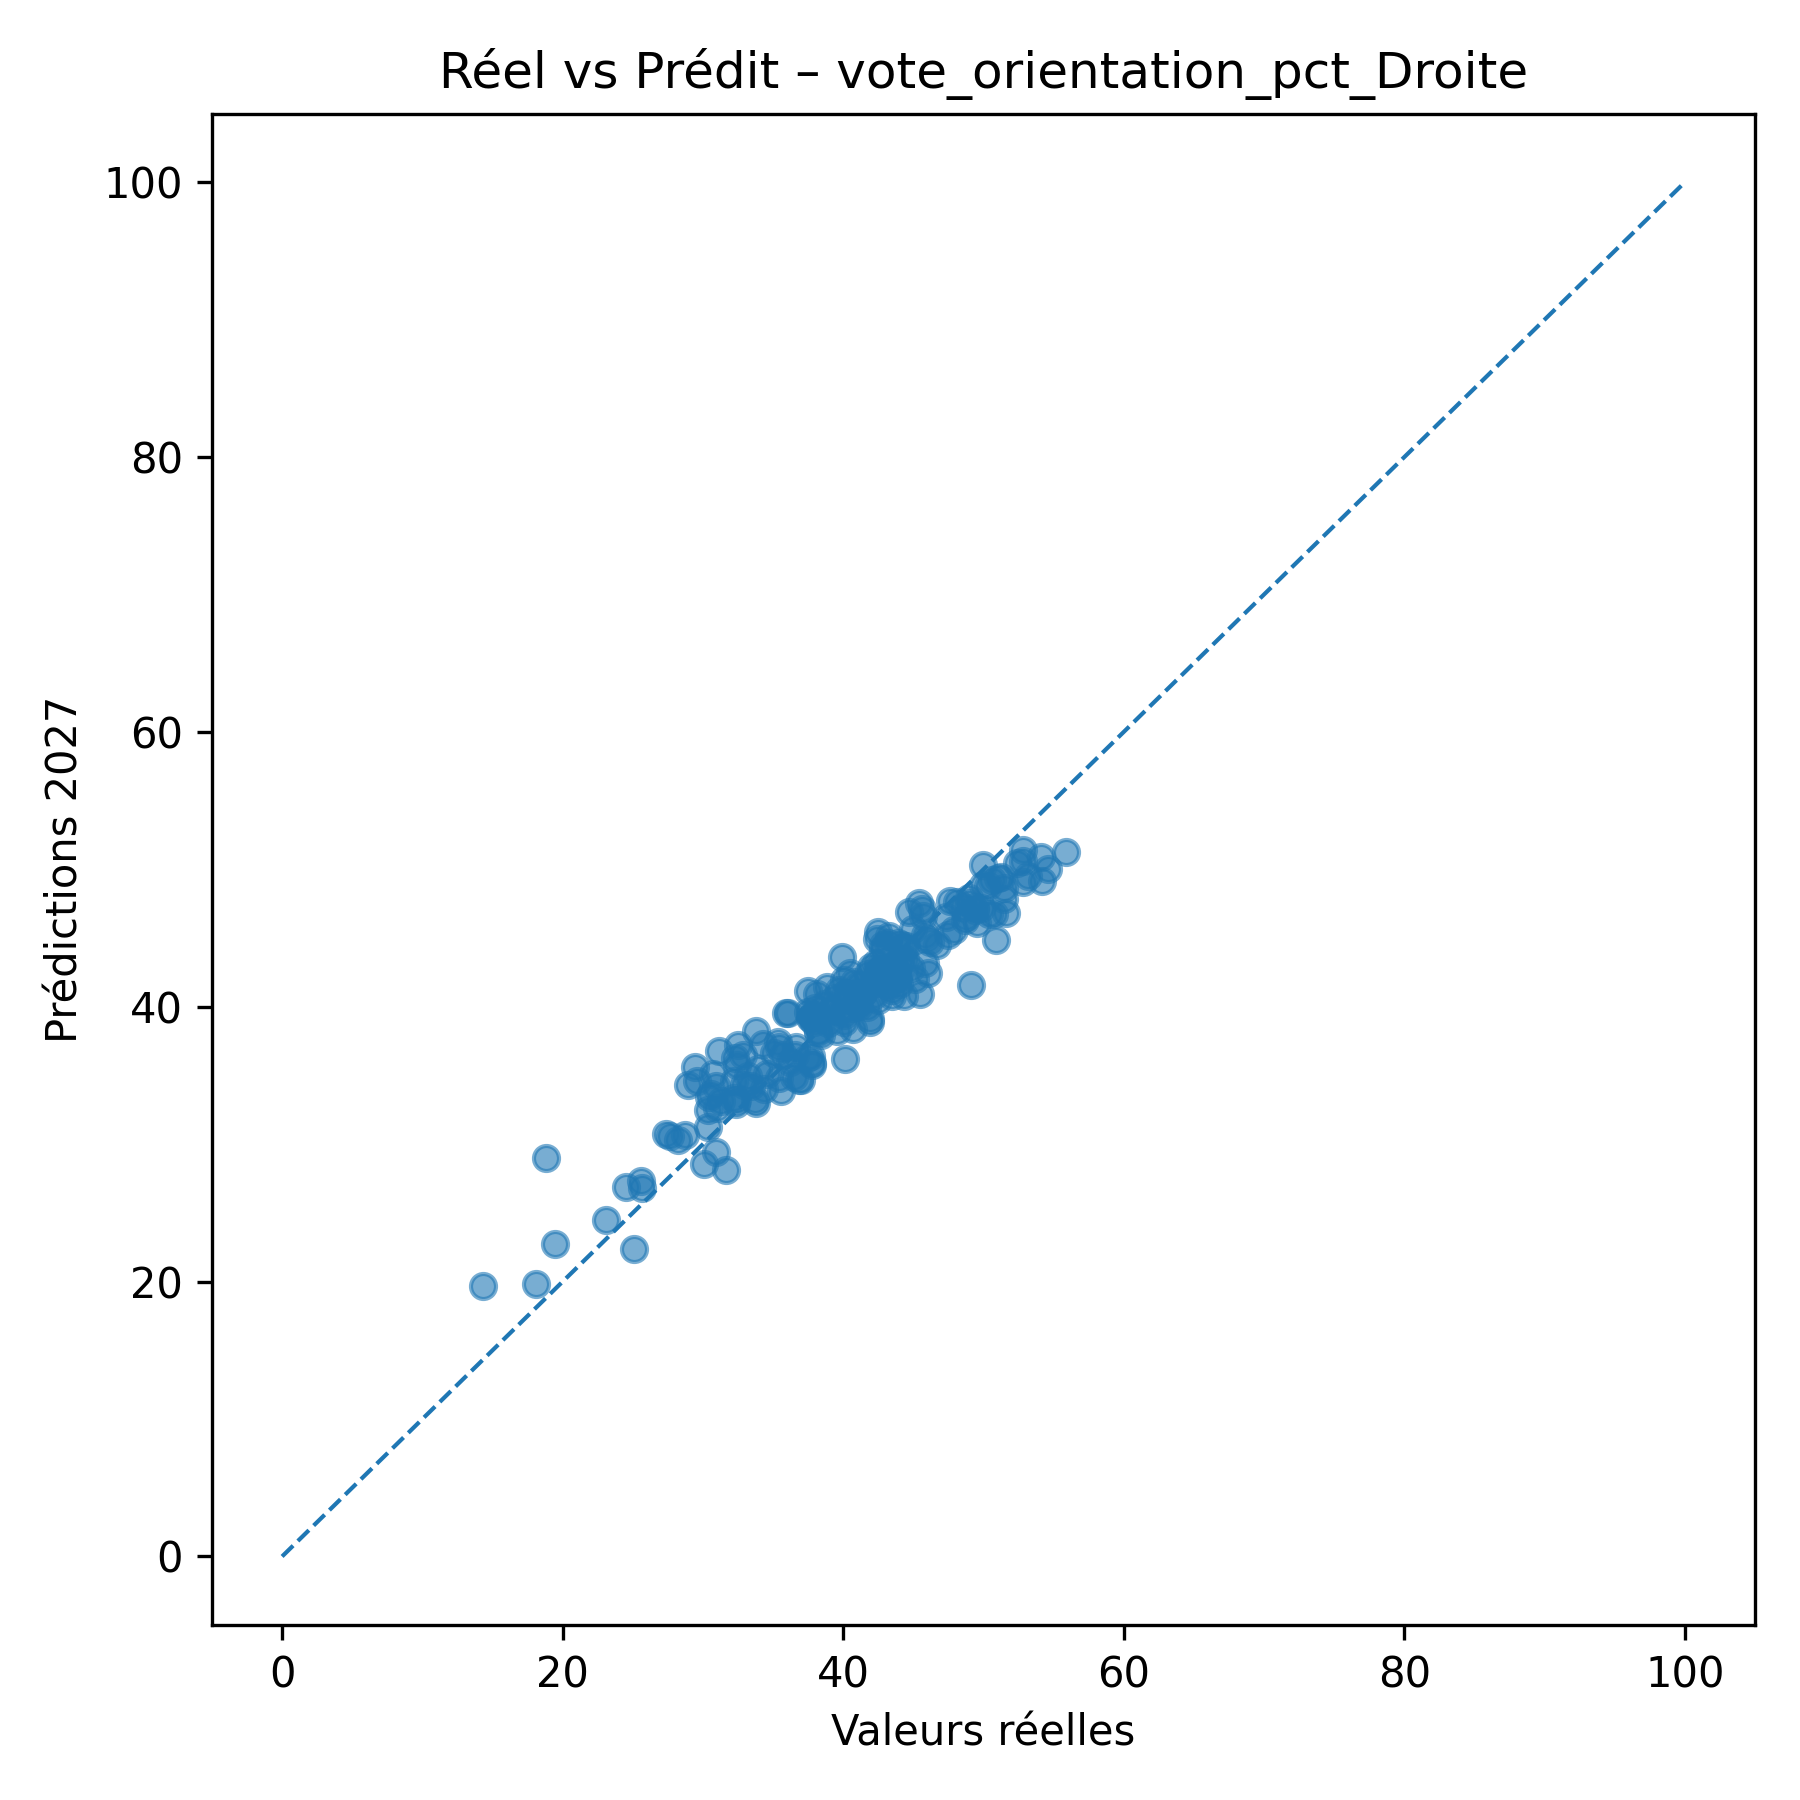 Réel vs Prédit – vote_orientation_pct_Droite
100
80
60
40
20
0
Prédictions 2027
0 20 40 60 80 100
Valeurs réelles